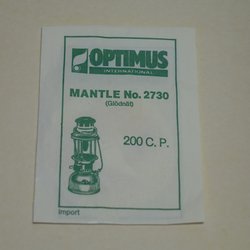 OPTIMUS
INTERNATIONAL
MANTLE No. 2730
(Glödnät)
200 C. P.
Import